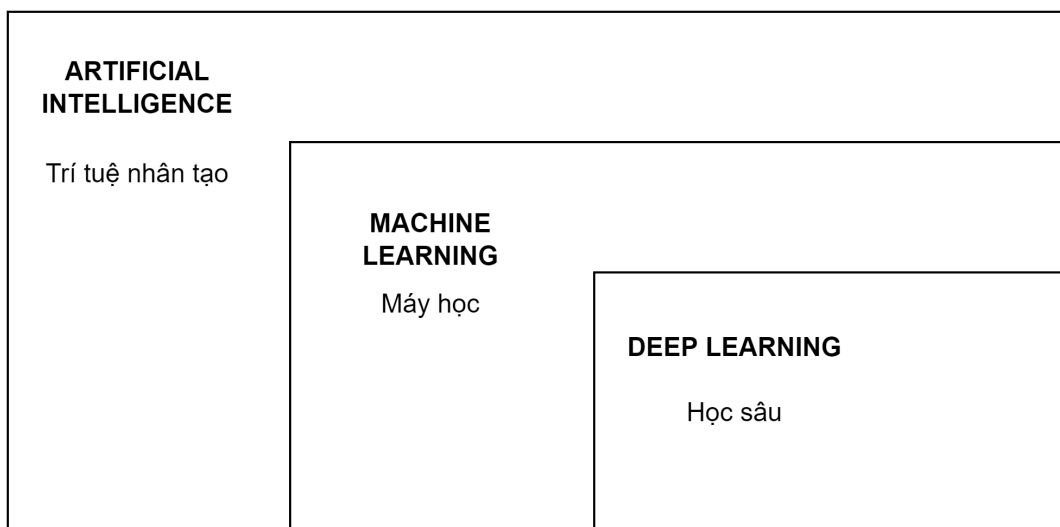 ARTIFICIAL
INTELLIGENCE
Trí tuệ nhân tạo
MACHINE
LEARNING
Máy học
DEEP LEARNING
Học sâu